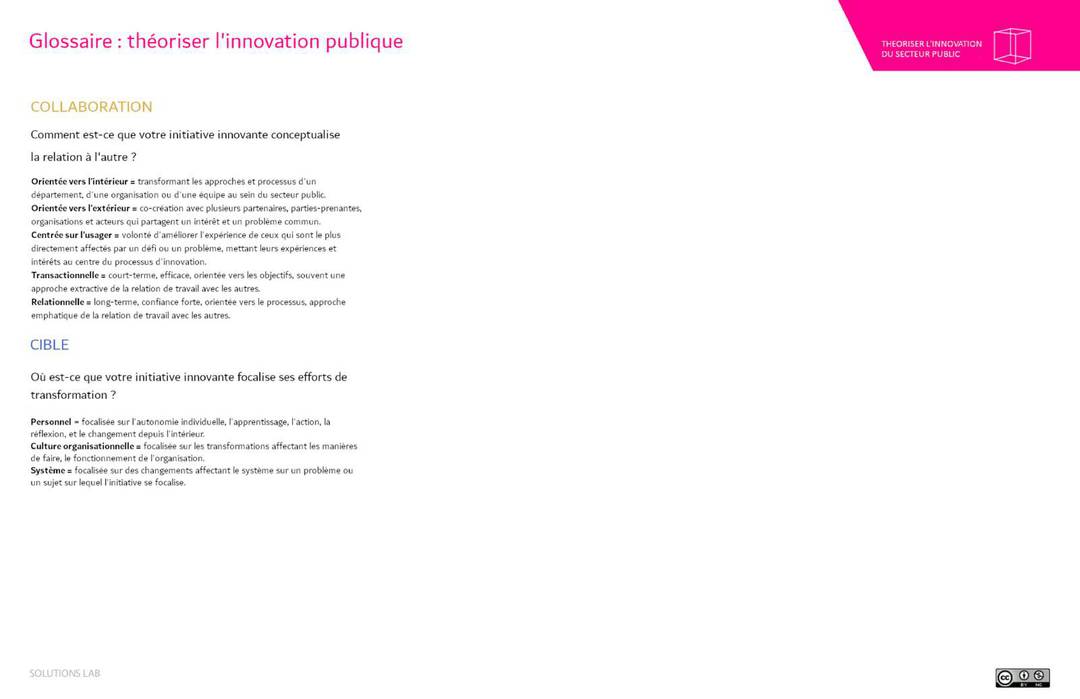 Glossaire : théoriser l'innovation publique
THEORISER L'INNOVATION
DU SECTEUR PUBLIC
COLLABORATION
Comment est-ce que votre initiative innovante conceptualise
la relation à l'autre ?
Orientée vers l'intérieur = transformant les approches et processus d'un
département, d'une organisation ou d'une équipe au sein du secteur public.
Orientée vers l'extérieur = co-création avec plusieurs partenaires, parties-prenantes,
organisations et acteurs qui partagent un intérêt et un problème commun.
Centrée sur l'usager = volonté d'améliorer l'expérience de ceux qui sont le plus
directement affectés par un défi ou un problème, mettant leurs expériences et
intérêts au centre du processus d'innovation.
Transactionnelle = court-terme, efficace, orientée vers les objectifs, souvent une
approche extractive de la relation de travail avec les autres.
Relationnelle = long-terme, confiance forte, orientée vers le processus, approche
emphatique de la relation de travail avec les autres.
CIBLE
Où est-ce que votre initiative innovante focalise ses efforts de
transformation ?
Personnel = focalisée sur l'autonomie individuelle, l'apprentissage, l'action, la
réflexion, et le changement depuis l'intérieur.
Culture organisationnelle = focalisée sur les transformations affectant les manières
de faire, le fonctionnement de l'organisation.
Système = focalisée sur des changements affectant le système sur un problème ou
un sujet sur lequel l'initiative se focalise.
SOLUTIONS LAB
cc BY NC